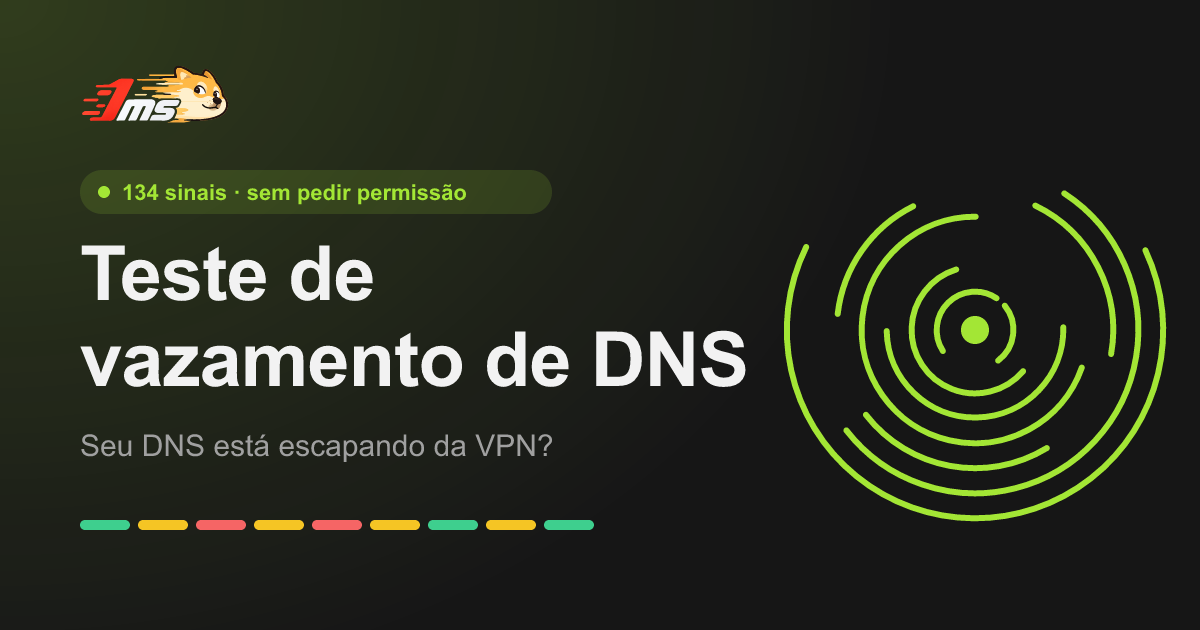 1ms
134 sinais · sem pedir permissão
Teste de
vazamento de DNS
Seu DNS está escapando da VPN?